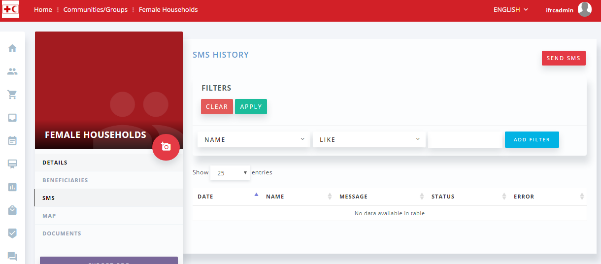 Home | Communities/Groups | Female Households ENGLISH ifrcadmin
SMS HISTORY
SEND SMS
FILTERS
CLEAR APPLY
FEMALE HOUSEHOLDS
NAME LIKE ADD FILTER
DETAILS
BENEFICIARIES
SMS
MAP
DOCUMENTS
Show 25 entries
DATE NAME MESSAGE STATUS ERROR
No data available in table